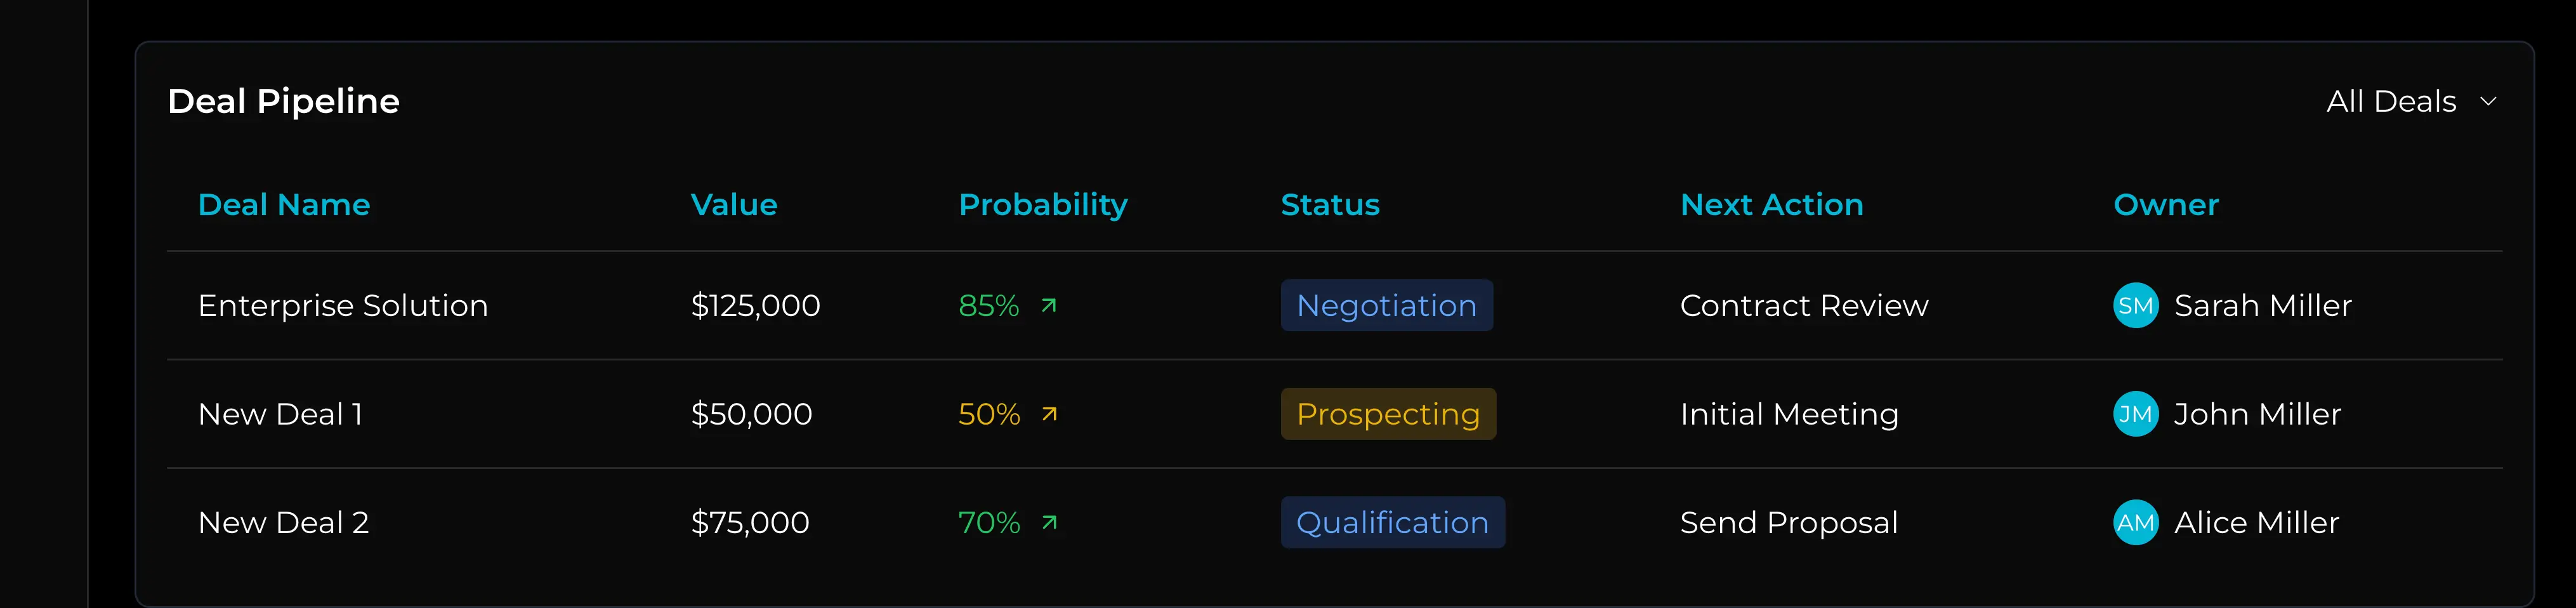 Deal Pipeline All Deals
Deal Name Value Probability Status Next Action Owner
Enterprise Solution $125,000 85% Negotiation Contract Review SM Sarah Miller
New Deal 1 $50,000 50% Prospecting Initial Meeting JM John Miller
New Deal 2 $75,000 70% Qualification Send Proposal AM Alice Miller